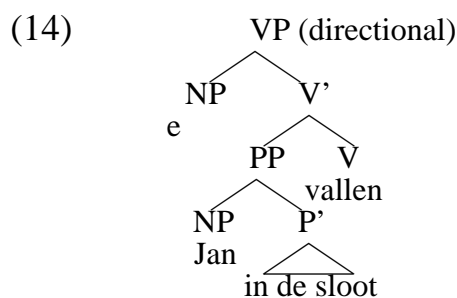 (14) VP (directional)
NP V’
e
PP V
vallen
NP P’
Jan
in de sloot